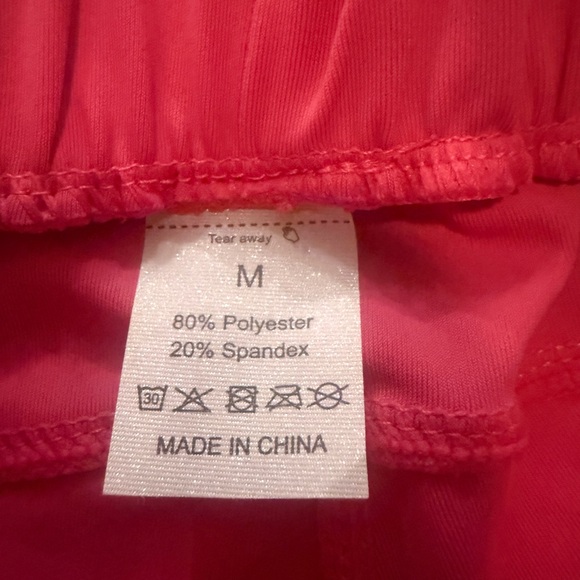 Tear away
M
80% Polyester
20% Spandex
30
MADE IN CHINA